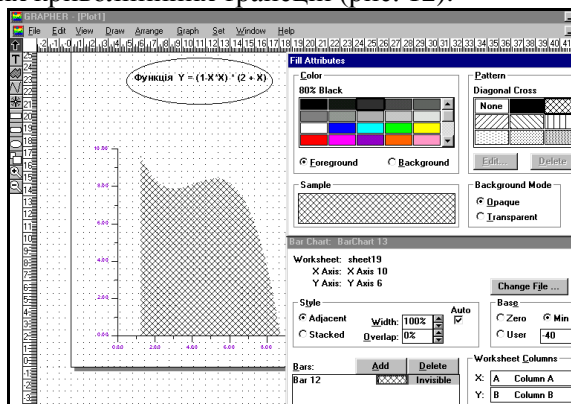 трапеції (рис. 12).
GRAPHER - [Plot1]
File Edit View Draw Arrange Graph Set Window Help
Функція Y = (1-X*X) * (2 + X)
10.00
8.00
6.00
4.00
2.00
0.00
0.00 2.00 4.00 6.00 8.00
Fill Attributes
Color
80% Black
Foreground Background
Pattern
Diagonal Cross
None
Edit... Delete
Sample
Background Mode
Opaque
Transparent
Bar Chart: BarChart 13
Worksheet: sheet19
X Axis: X Axis 10
Y Axis: Y Axis 6
Change File ...
Style
Adjacent
Stacked
Width: 100%
Overlap: 0%
Auto
Base
Zero Min
User -40
Bars: Add Delete
Bar 12 Invisible
Worksheet Columns
X: A Column A
Y: B Column B